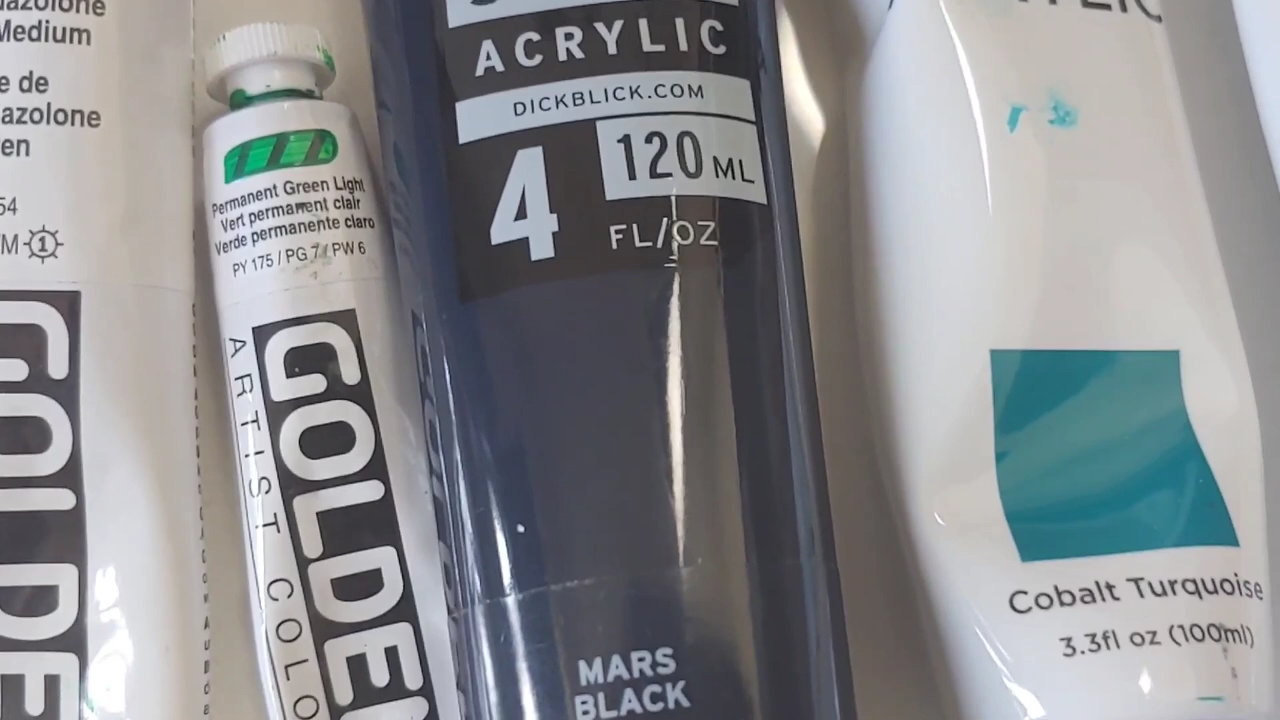 Medium
e de
azolone
en
54
M 1
GOLDE
Permanent Green Light
Vert permanent clair
Verde permanente claro
PY 175 / PG 7 / PW 6
ARTIST COLO
GOLDEN
ACRYLIC
DICKBLICK.COM
4
120 ML
FL/OZ
MARS
BLACK
Cobalt Turquoise
3.3fl oz (100ml)